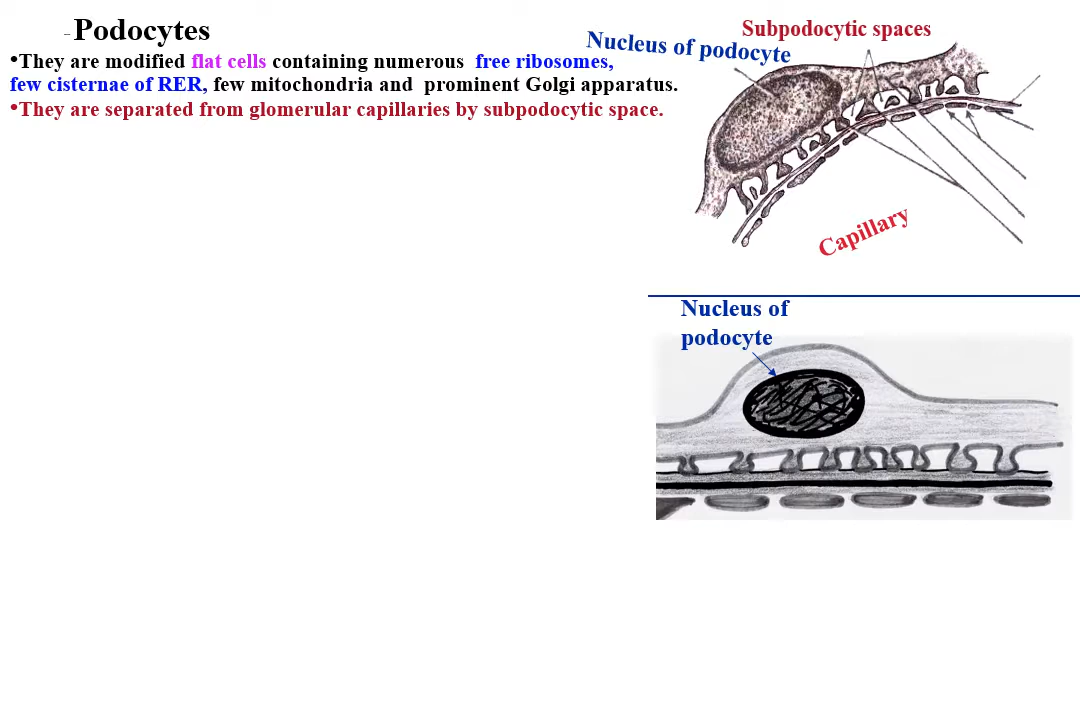 -Podocytes
•They are modified flat cells containing numerous free ribosomes,
few cisternae of RER, few mitochondria and prominent Golgi apparatus.
•They are separated from glomerular capillaries by subpodocytic space.
Subpodocytic spaces
Nucleus of podocyte
Capillary
Nucleus of
podocyte